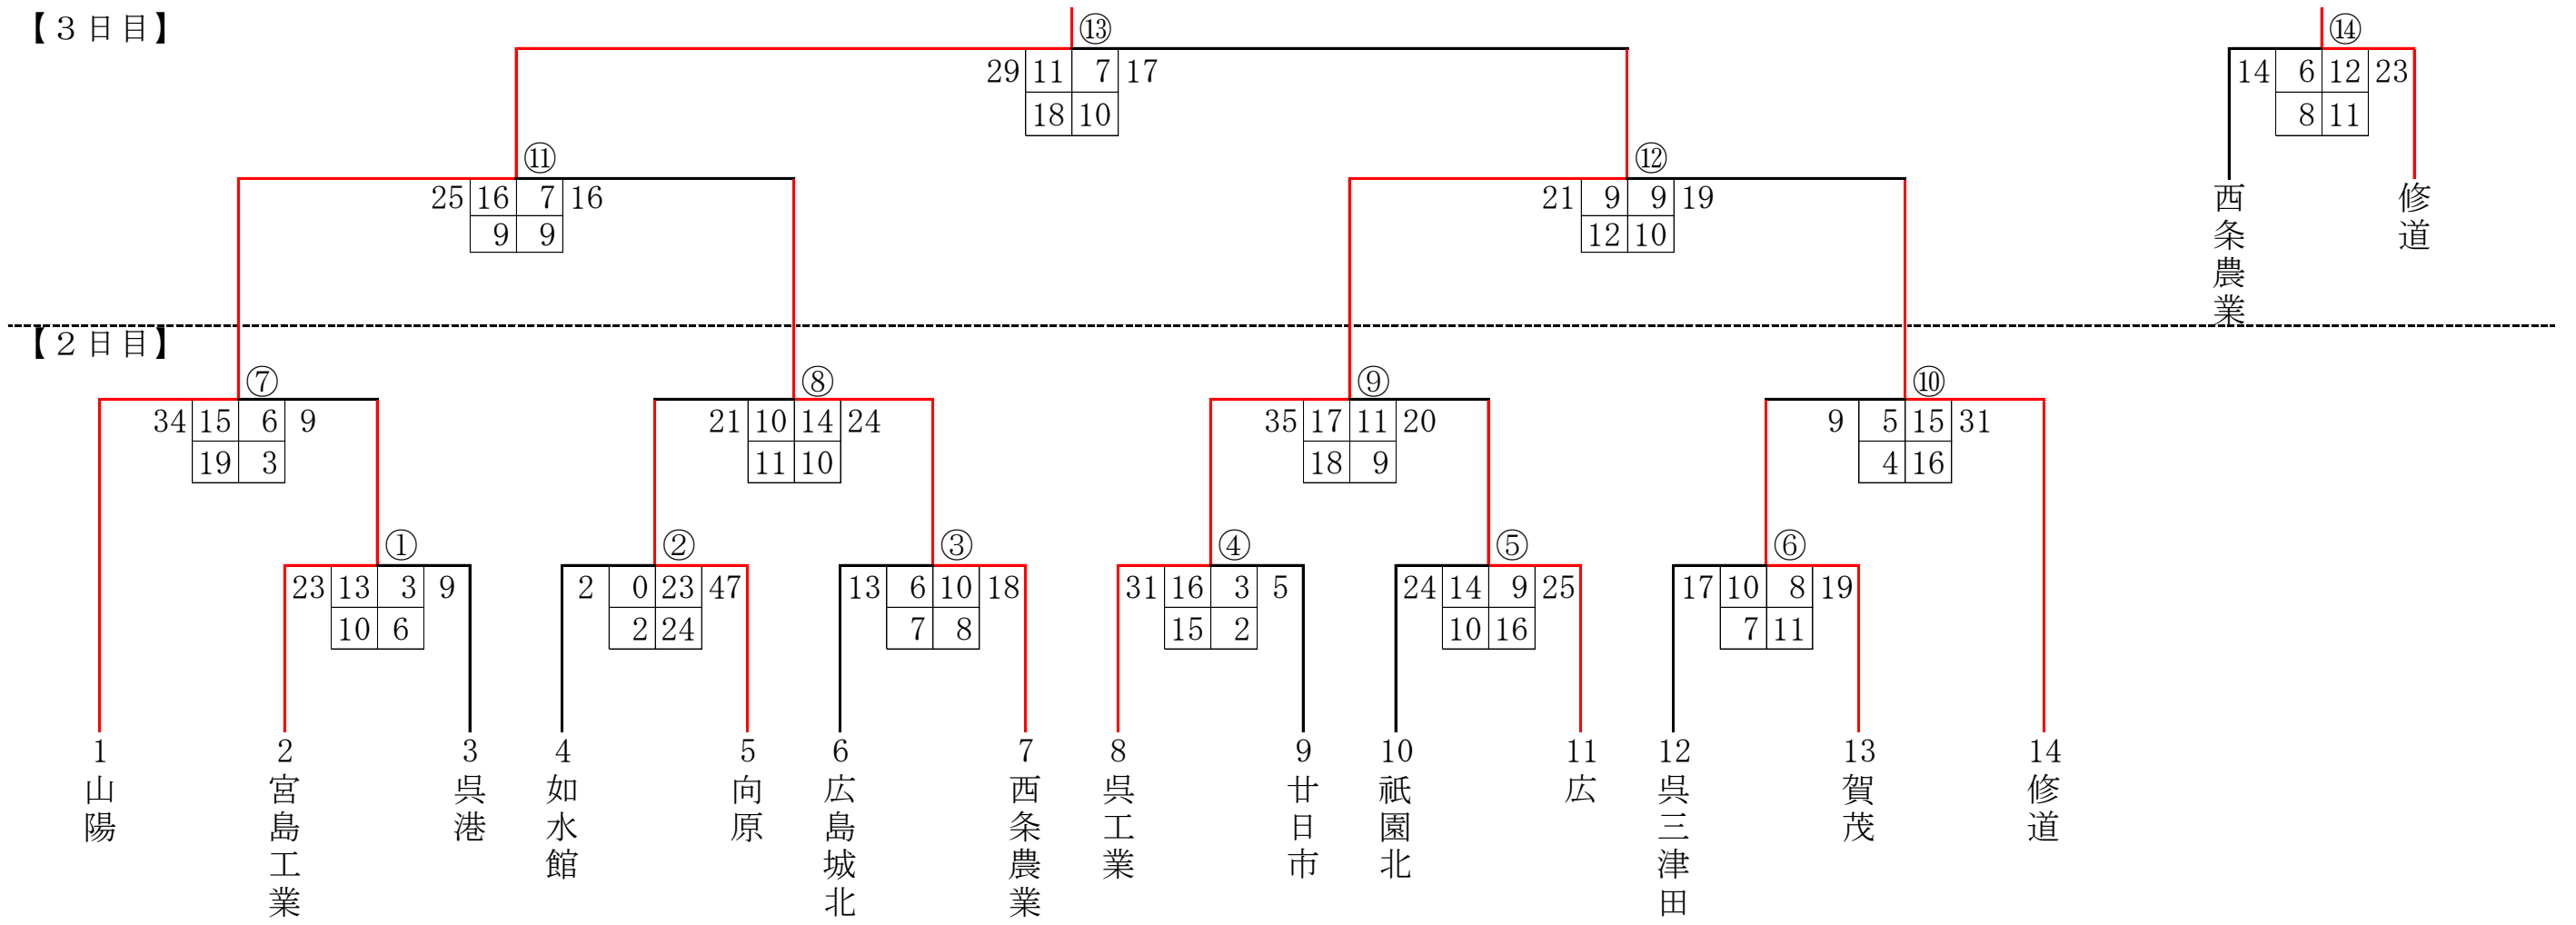 【３日目】
⑬
⑭
29 11 7 17
18 10
14 6 12 23
8 11
⑪
⑫
25 16 7 16
9 9
21 9 9 19
12 10
西条農業
修道
【２日目】
⑦
⑧
⑨
⑩
34 15 6 9
19 3
21 10 14 24
11 10
35 17 11 20
18 9
9 5 15 31
4 16
①
②
③
④
⑤
⑥
23 13 3 9
10 6
2 0 23 47
2 24
13 6 10 18
7 8
31 16 3 5
15 2
24 14 9 25
10 16
17 10 8 19
7 11
1 山陽
2 宮島工業
3 呉港
4 如水館
5 向原
6 広島城北
7 西条農業
8 呉工業
9 廿日市
10 祇園北
11 広
12 呉三津田
13 賀茂
14 修道